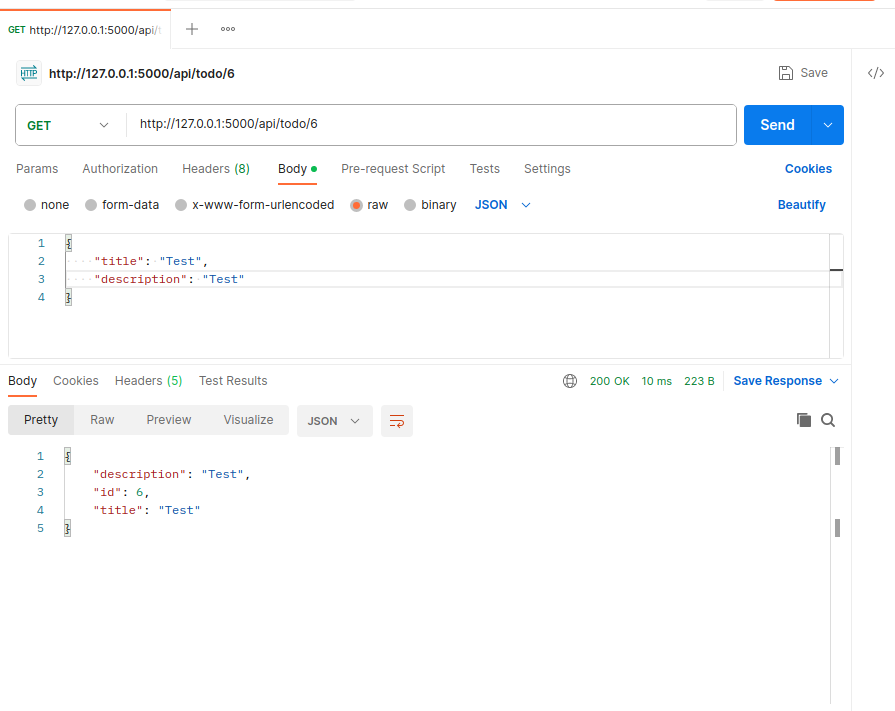 GET http://127.0.0.1:5000/api/t
HTTP http://127.0.0.1:5000/api/todo/6 Save </>
GET http://127.0.0.1:5000/api/todo/6 Send
Params Authorization Headers (8) Body Pre-request Script Tests Settings Cookies
none form-data x-www-form-urlencoded raw binary JSON Beautify
1 {
2 "title": "Test",
3 "description": "Test"
4 }
Body Cookies Headers (5) Test Results 200 OK 10 ms 223 B Save Response
Pretty Raw Preview Visualize JSON
1 {
2 "description": "Test",
3 "id": 6,
4 "title": "Test"
5 }